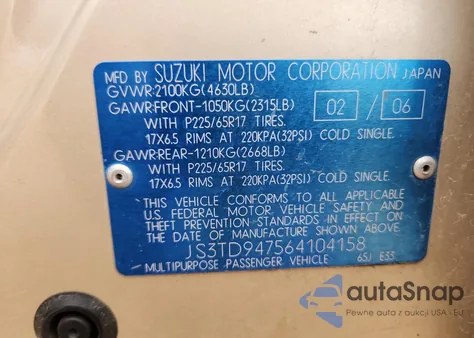 MFD BY SUZUKI MOTOR CORPORATION JAPAN
GVWR:2100KG(4630LB)
GAWR:FRONT-1050KG(2315LB) 02 / 06
WITH P225/65R17 TIRES.
17X6.5 RIMS AT 220KPA(32PSI) COLD SINGLE.
GAWR:REAR-1210KG(2668LB)
WITH P225/65R17 TIRES.
17X6.5 RIMS AT 220KPA(32PSI) COLD SINGLE.
THIS VEHICLE CONFORMS TO ALL APPLICABLE
U.S. FEDERAL MOTOR VEHICLE SAFETY AND
THEFT PREVENTION STANDARDS IN EFFECT ON
THE DATE OF MANUFACTURE SHOWN ABOVE.
JS3TD947564104158
MULTIPURPOSE PASSENGER VEHICLE 65J E33
autoSnap
Pewne auta z aukcji USA i EU